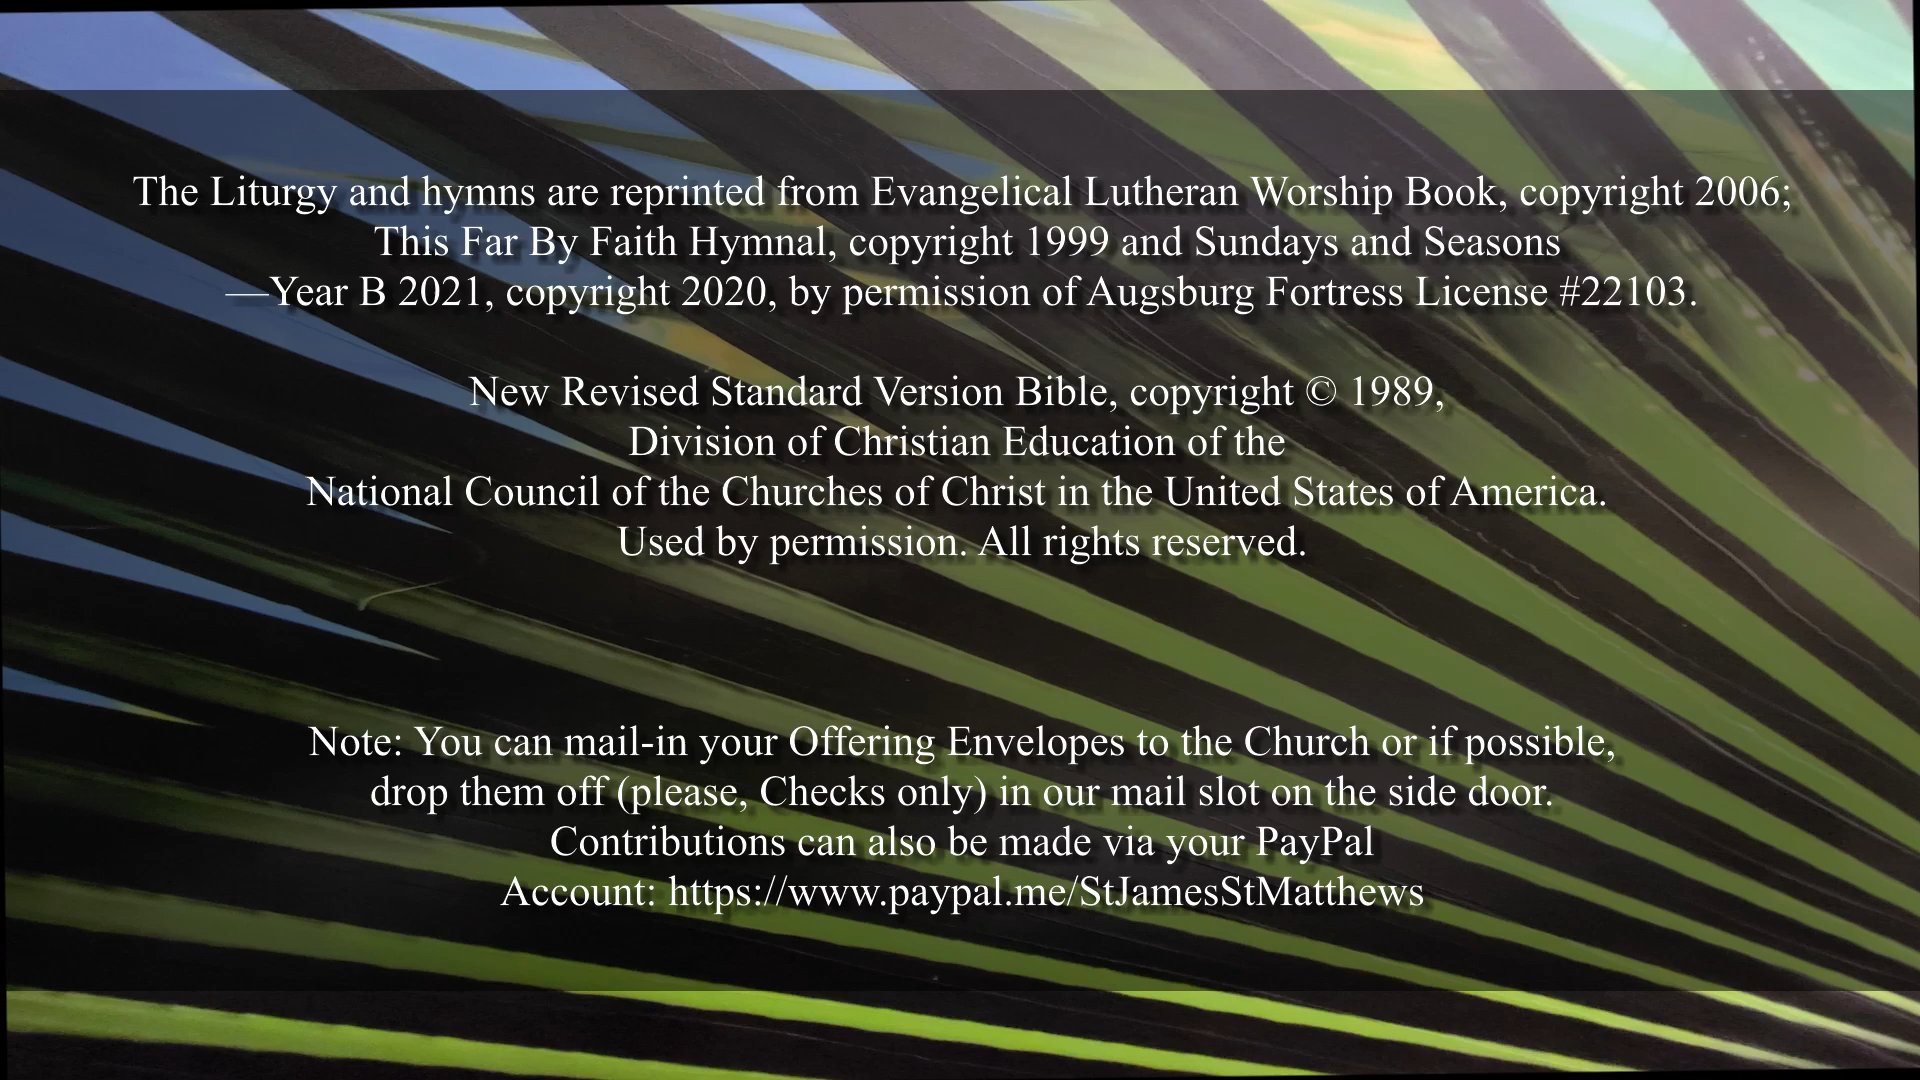 The Liturgy and hymns are reprinted from Evangelical Lutheran Worship Book, copyright 2006;
This Far By Faith Hymnal, copyright 1999 and Sundays and Seasons
—Year B 2021, copyright 2020, by permission of Augsburg Fortress License #22103.
New Revised Standard Version Bible, copyright © 1989,
Division of Christian Education of the
National Council of the Churches of Christ in the United States of America.
Used by permission. All rights reserved.
Note: You can mail-in your Offering Envelopes to the Church or if possible,
drop them off (please, Checks only) in our mail slot on the side door.
Contributions can also be made via your PayPal
Account: https://www.paypal.me/StJamesStMatthews